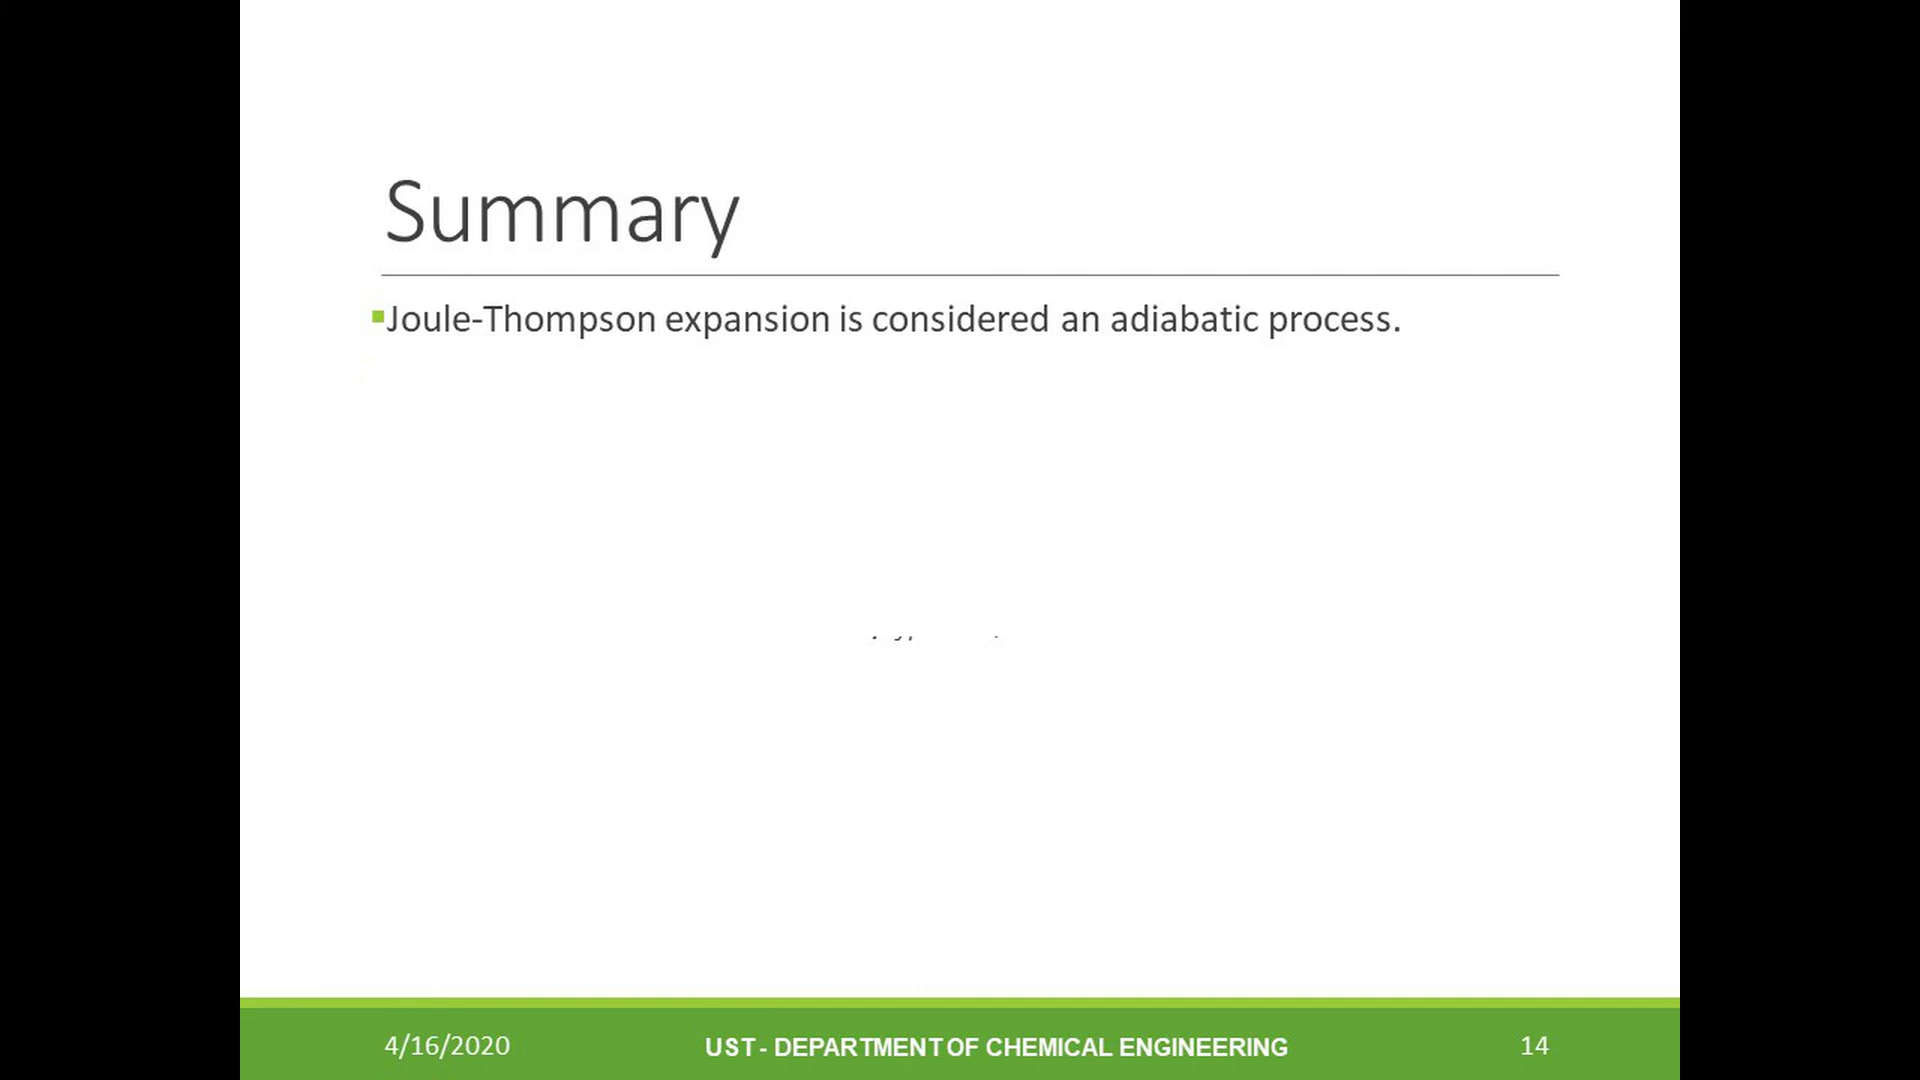 Summary
▪Joule-Thompson expansion is considered an adiabatic process.
4/16/2020
UST - DEPARTMENT OF CHEMICAL ENGINEERING
14